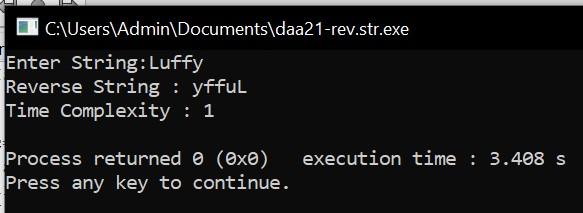 C:\Users\Admin\Documents\daa21-rev.str.exe
Enter String:Luffy
Reverse String : yffuL
Time Complexity : 1
Process returned 0 (0x0)   execution time : 3.408 s
Press any key to continue.